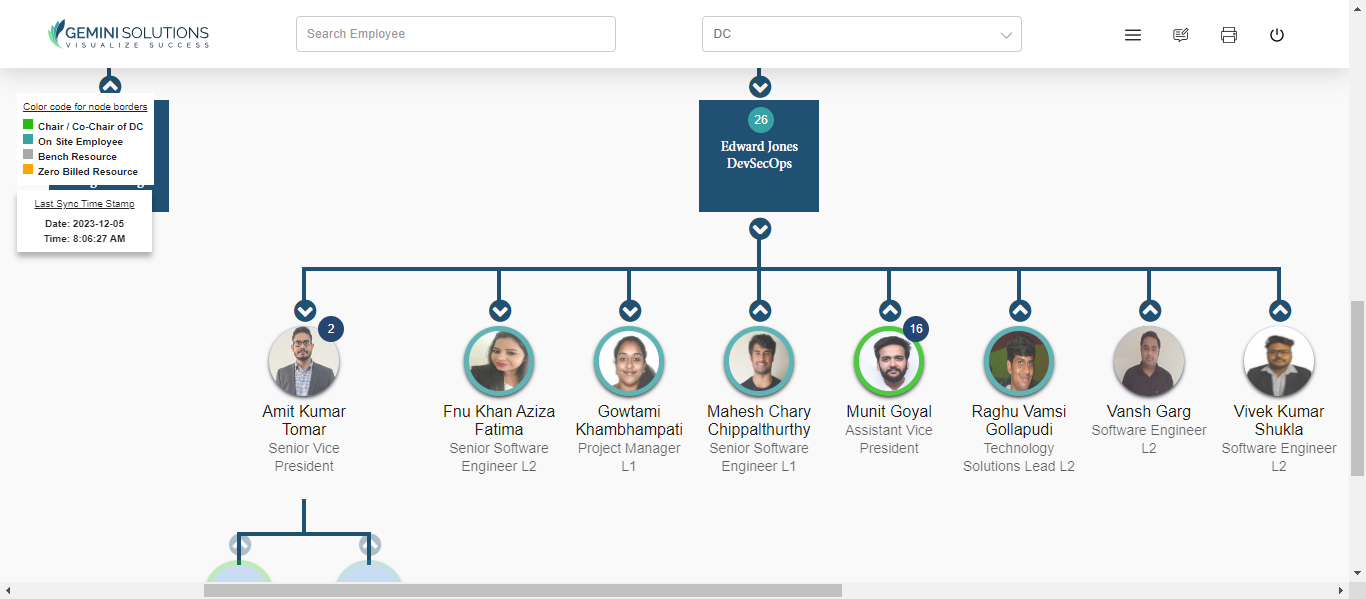 GEMINI SOLUTIONS
VISUALIZE SUCCESS
Search Employee
DC
Color code for node borders
Chair / Co-Chair of DC
On Site Employee
Bench Resource
Zero Billed Resource
Last Sync Time Stamp
Date: 2023-12-05
Time: 8:06:27 AM
26
Edward Jones
DevSecOps
2
Amit Kumar
Tomar
Senior Vice
President
Fnu Khan Aziza
Fatima
Senior Software
Engineer L2
Gowtami
Khambhampati
Project Manager
L1
Mahesh Chary
Chippalthurthy
Senior Software
Engineer L1
16
Munit Goyal
Assistant Vice
President
Raghu Vamsi
Gollapudi
Technology
Solutions Lead L2
Vansh Garg
Software Engineer
L2
Vivek Kumar
Shukla
Software Engineer
L2